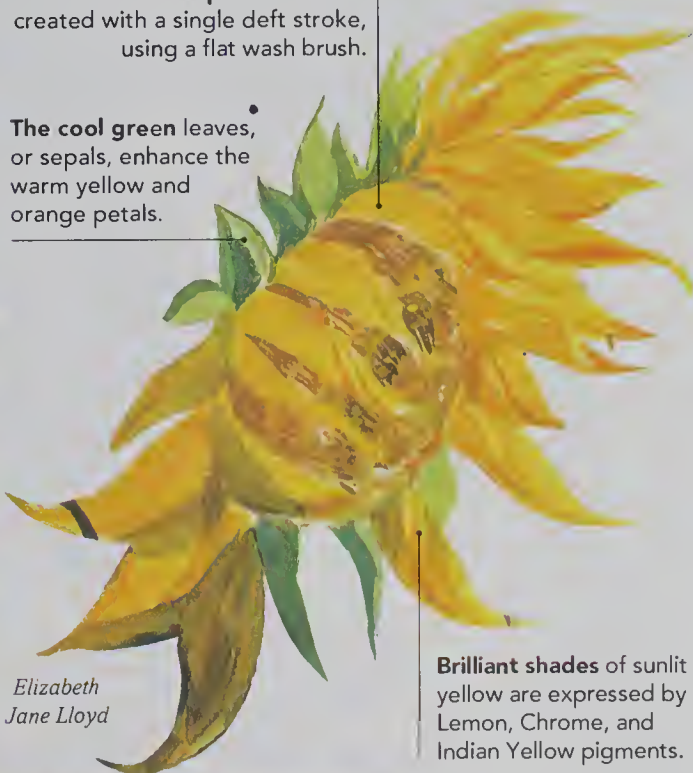 created with a single deft stroke,
using a flat wash brush.
The cool green leaves,
or sepals, enhance the
warm yellow and
orange petals.
Elizabeth
Jane Lloyd
Brilliant shades of sunlit
yellow are expressed by
Lemon, Chrome, and
Indian Yellow pigments.